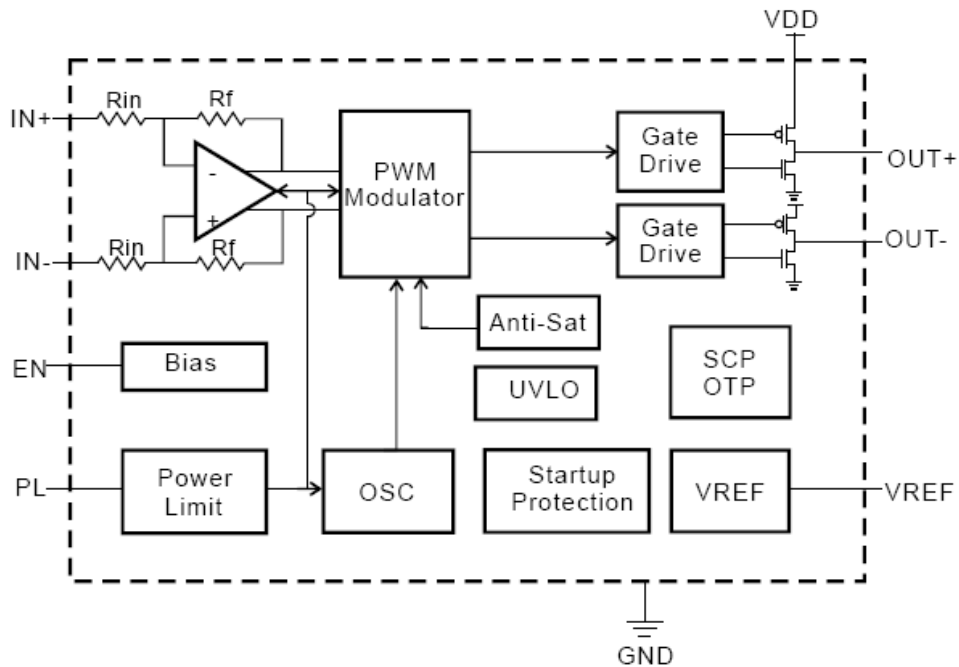 VDD
IN+
Rin
Rf
-
+
PWM
Modulator
Gate
Drive
OUT+
IN-
Rin
Rf
Gate
Drive
OUT-
EN
Bias
Anti-Sat
UVLO
SCP
OTP
PL
Power
Limit
OSC
Startup
Protection
VREF
VREF
GND